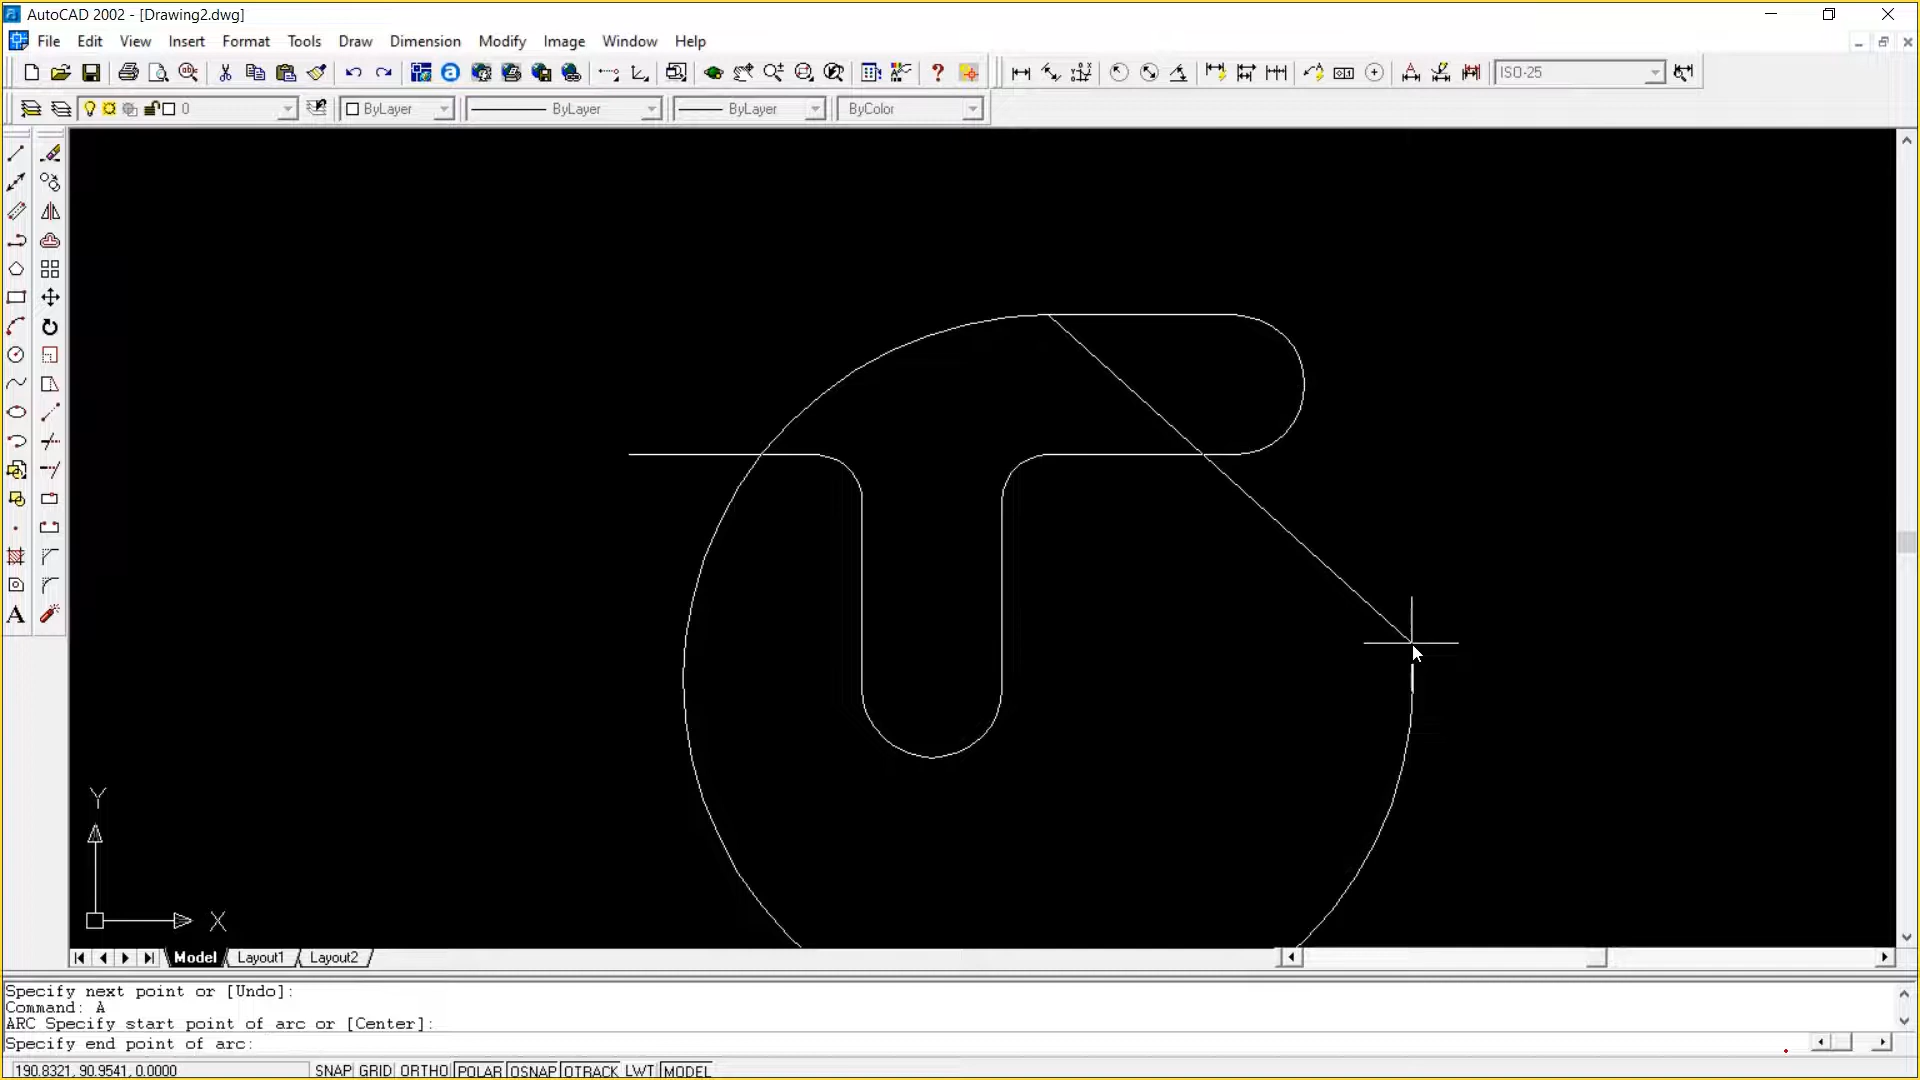 AutoCAD 2002 - [Drawing2.dwg]
File Edit View Insert Format Tools Draw Dimension Modify Image Window Help
ISO-25
0 ByLayer ByLayer ByLayer ByColor
A
Y
X
Model Layout1 Layout2
Specify next point or [Undo]:
Command: A
ARC Specify start point of arc or [Center]:
Specify end point of arc:
190.8321, 90.9541, 0.0000 SNAP GRID ORTHO POLAR OSNAP OTRACK LWT MODEL